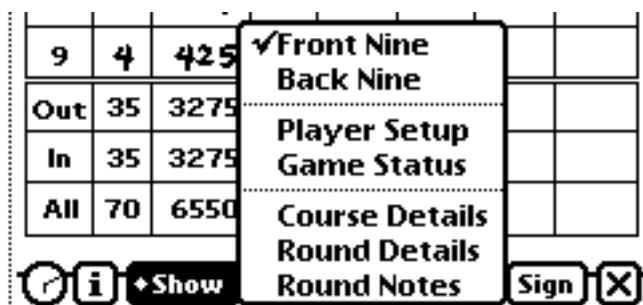 9 4 425
Out 35 3275
In 35 3275
All 70 6550
✓Front Nine
Back Nine
Player Setup
Game Status
Course Details
Round Details
Round Notes
i
Show
Sign
X